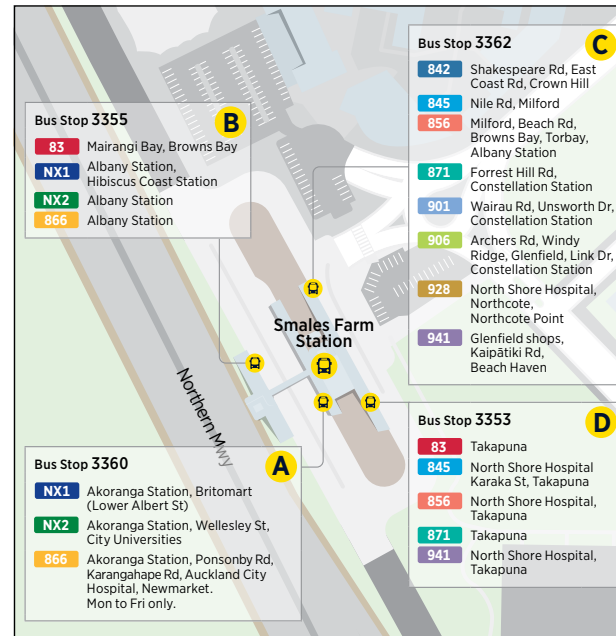 Bus Stop 3362
C
842 Shakespeare Rd, East
Coast Rd, Crown Hill
845 Nile Rd, Milford
856 Milford, Beach Rd,
Browns Bay, Torbay,
Albany Station
871 Forrest Hill Rd,
Constellation Station
901 Wairau Rd, Unsworth Dr,
Constellation Station
906 Archers Rd, Windy
Ridge, Glenfield, Link Dr,
Constellation Station
928 North Shore Hospital,
Northcote,
Northcote Point
941 Glenfield shops,
Kaipātiki Rd,
Beach Haven
Bus Stop 3355
B
83 Mairangi Bay, Browns Bay
NX1 Albany Station,
Hibiscus Coast Station
NX2 Albany Station
866 Albany Station
Smales Farm
Station
Northern Mwy
Bus Stop 3360
A
NX1 Akoranga Station, Britomart
(Lower Albert St)
NX2 Akoranga Station, Wellesley St,
City Universities
866 Akoranga Station, Ponsonby Rd,
Karangahape Rd, Auckland City
Hospital, Newmarket.
Mon to Fri only.
Bus Stop 3353
D
83 Takapuna
845 North Shore Hospital
Karaka St, Takapuna
856 North Shore Hospital,
Takapuna
871 Takapuna
941 North Shore Hospital,
Takapuna